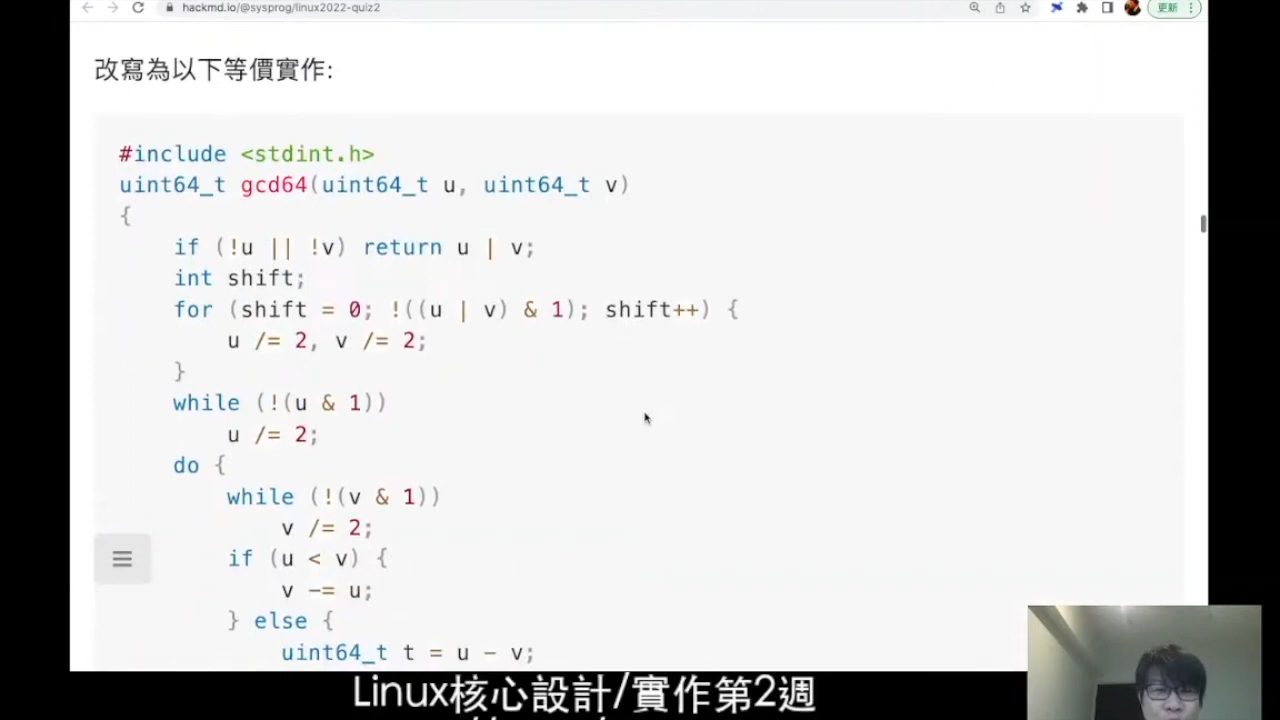 hackmd.io/@sysprog/linux2022-quiz2
更新
改寫為以下等價實作:
#include <stdint.h>
uint64_t gcd64(uint64_t u, uint64_t v)
{
if (!u || !v) return u | v;
int shift;
for (shift = 0; !((u | v) & 1); shift++) {
u /= 2, v /= 2;
}
while (!(u & 1))
u /= 2;
do {
while (!(v & 1))
v /= 2;
if (u < v) {
v -= u;
} else {
uint64_t t = u - v;
Linux核心設計/實作第2週